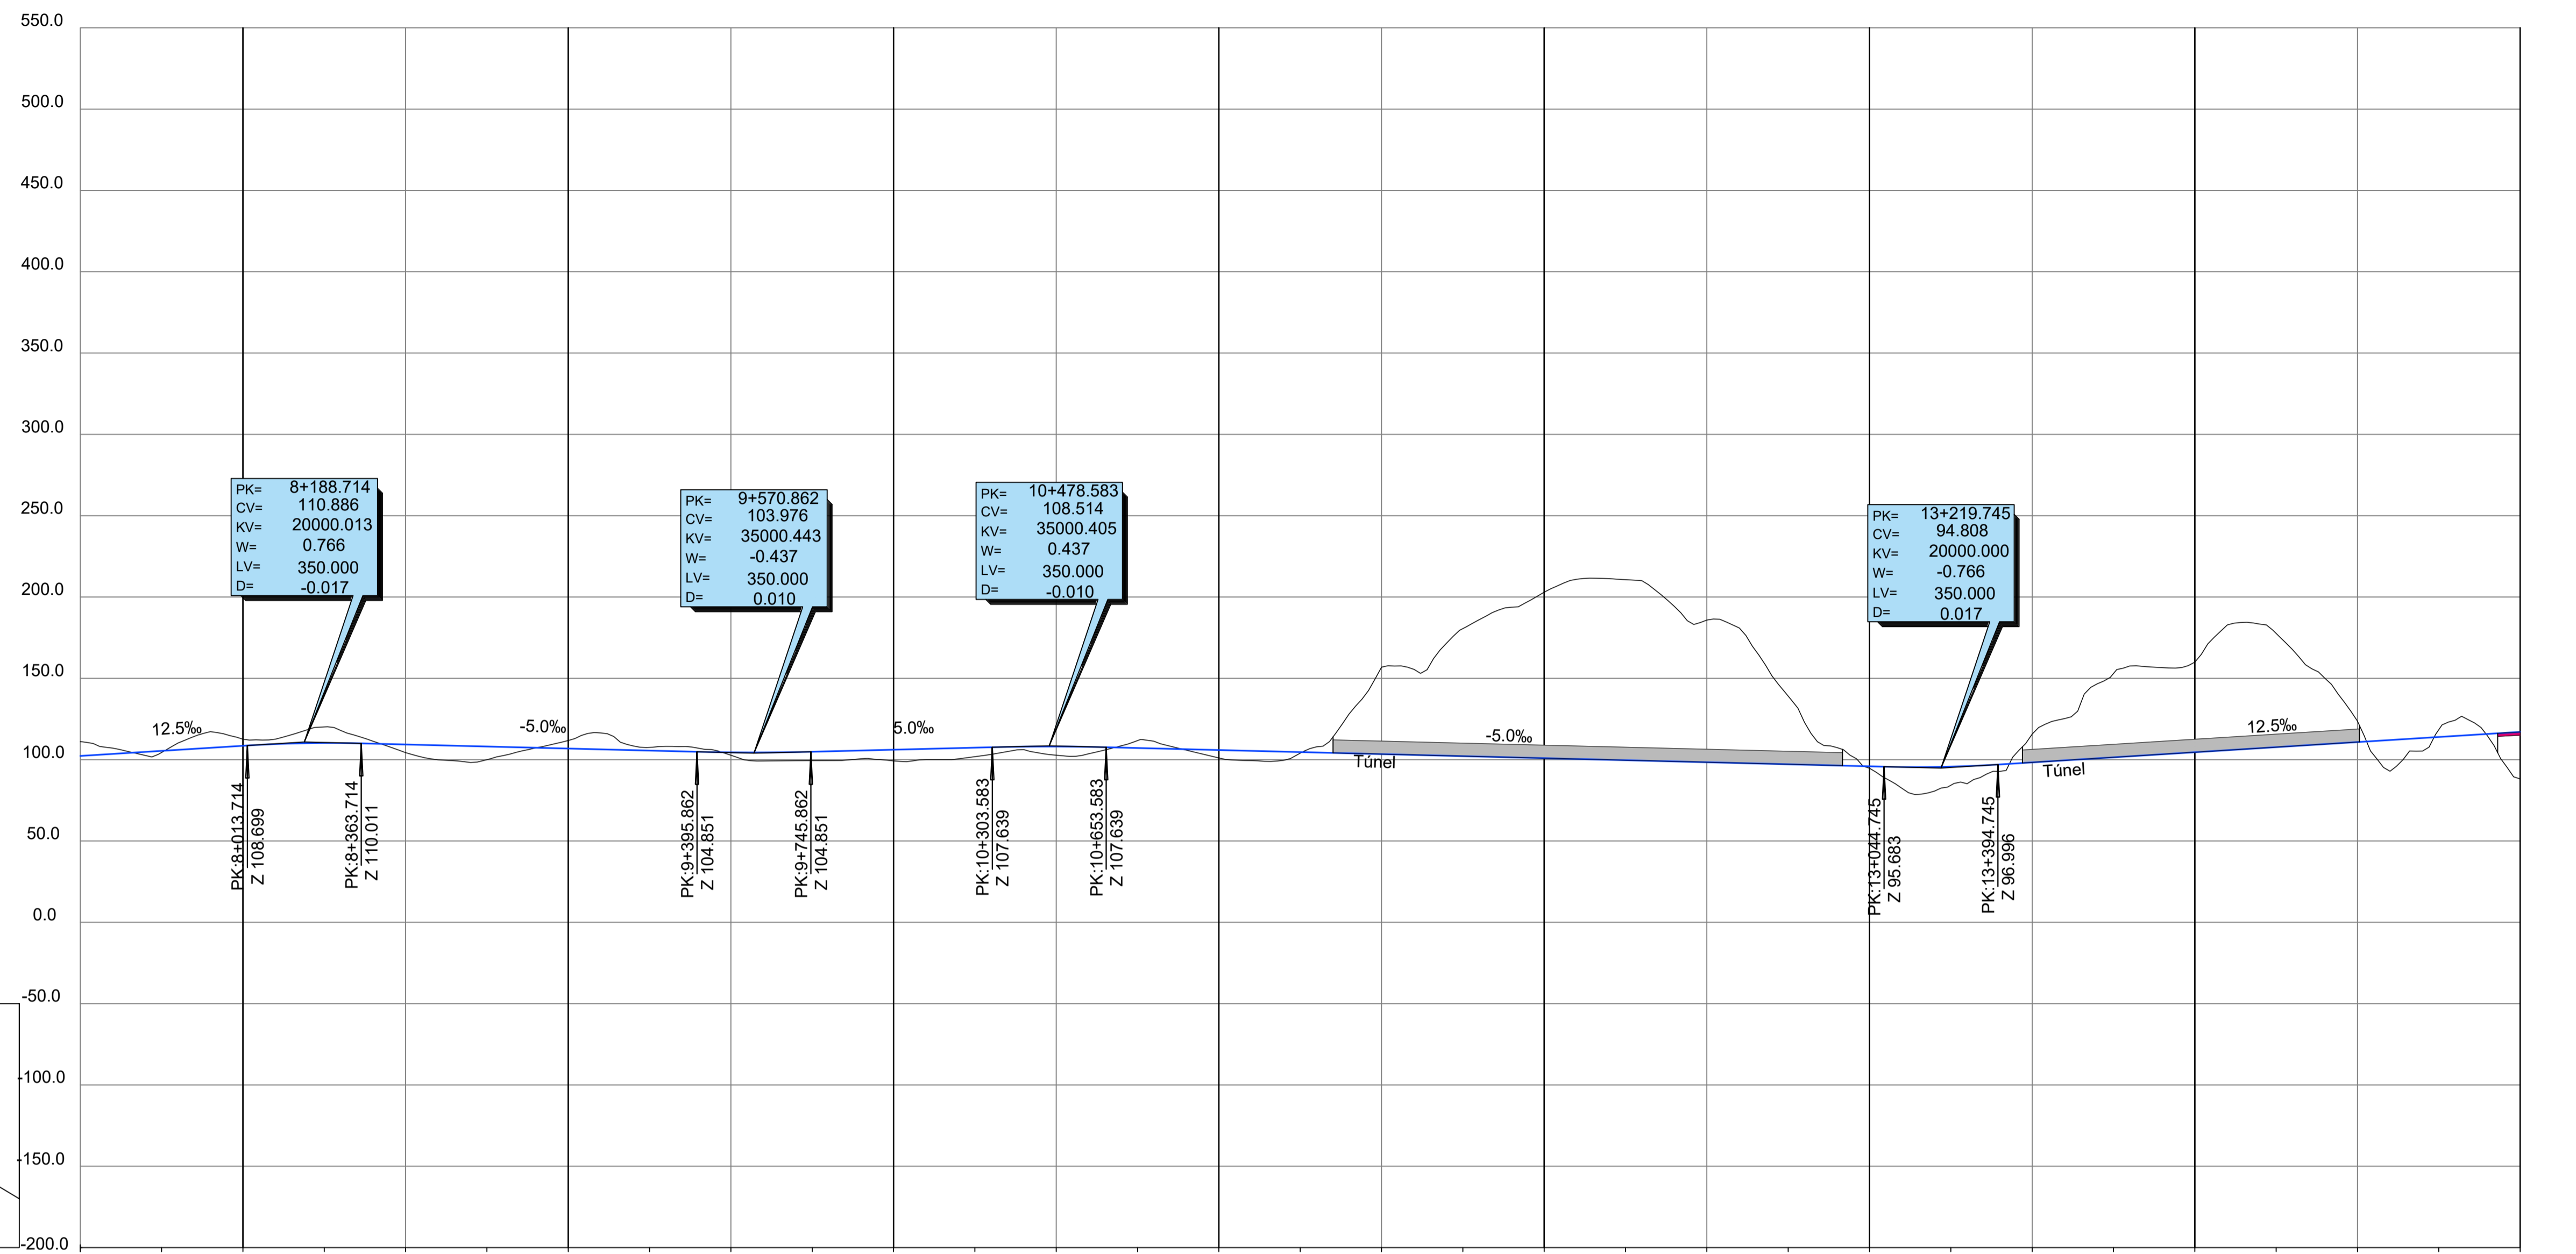 550.0
500.0
450.0
400.0
350.0
300.0
250.0
200.0
150.0
100.0
50.0
0.0
-50.0
-100.0
-150.0
-200.0
PK= 8+188.714
CV= 110.886
KV= 20000.013
W= 0.766
LV= 350.000
D= -0.017
PK= 9+570.862
CV= 103.976
KV= 35000.443
W= -0.437
LV= 350.000
D= 0.010
PK= 10+478.583
CV= 108.514
KV= 35000.405
W= 0.437
LV= 350.000
D= -0.010
PK= 13+219.745
CV= 94.808
KV= 20000.000
W= -0.766
LV= 350.000
D= 0.017
12.5‰
-5.0‰
5.0‰
-5.0‰
12.5‰
Túnel
Túnel
PK:8+013.714
Z 108.699
PK:8+363.714
Z 110.011
PK:9+395.862
Z 104.851
PK:9+745.862
Z 104.851
PK:10+303.583
Z 107.639
PK:10+653.583
Z 107.639
PK:13+044.745
Z 95.683
PK:13+394.745
Z 96.996